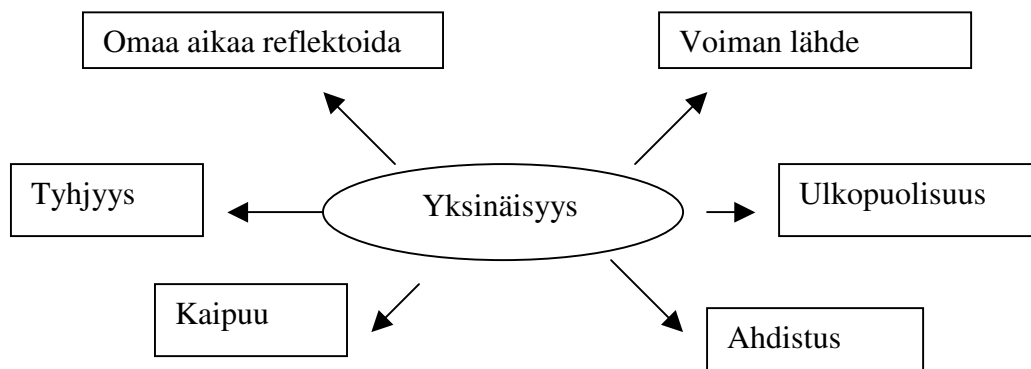 Omaa aikaa reflektoida
Voiman lähde
Tyhjyys
Yksinäisyys
Ulkopuolisuus
Kaipuu
Ahdistus